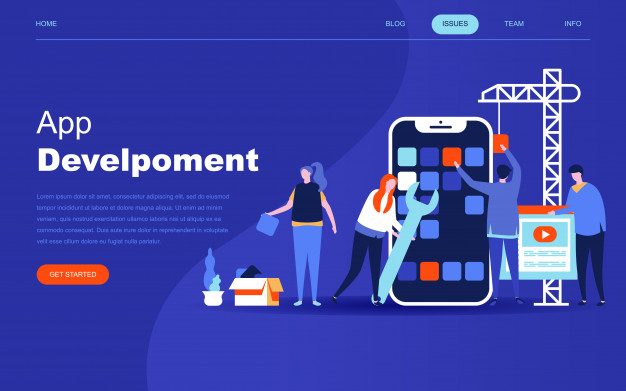 HOME
BLOG
ISSUES
TEAM
INFO
App
Develpoment
Lorem ipsum dolor sit amet, consectetur adipiscing elit,
sed do eiusmod tempor incididunt ut labore et dolore
magna aliqua. Ut enim ad minim veniam, quis nostrud
exercitation ullamco laboris nisi ut aliquip ex ea
commodo consequat. Duis aute irure dolor in
reprehenderit in voluptate
velit esse cillum dolore eu fugiat nulla pariatur.
GET STARTED